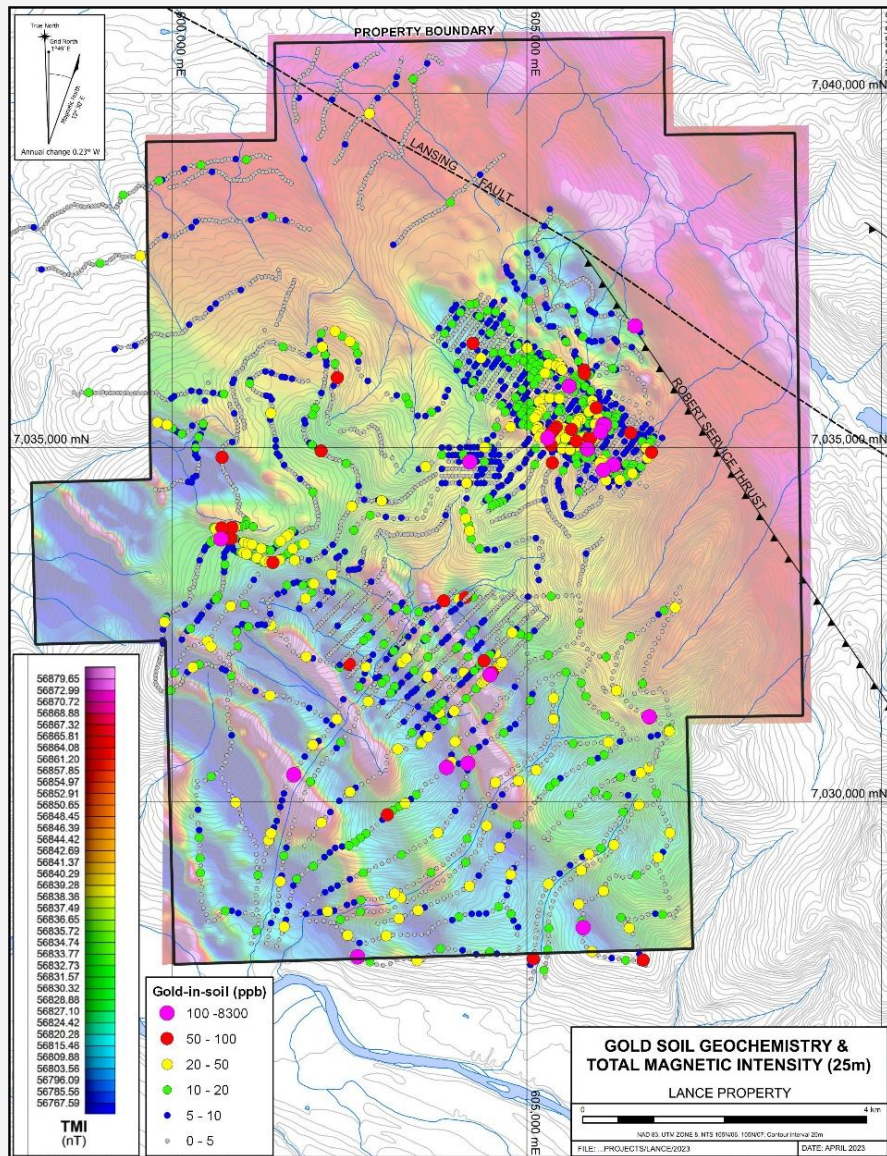 True North
Grid North
1°49' E
Magnetic North
Annual change 0.23° W
600,000 mE
605,000 mE
PROPERTY BOUNDARY
7,040,000 mN
LANSING
FAULT
ROBERT SERVICE THRUST
7,035,000 mN
7,035,000 mN
7,030,000 mN
605,000 mE
56879.65
56872.99
56870.72
56868.88
56867.32
56865.81
56864.08
56861.20
56857.85
56854.97
56852.91
56850.65
56848.45
56846.39
56844.42
56842.69
56841.37
56840.29
56839.28
56838.36
56837.49
56836.65
56835.72
56834.74
56833.77
56832.73
56831.57
56830.32
56828.88
56827.10
56824.42
56820.28
56815.46
56809.88
56803.56
56796.09
56785.56
56767.59
TMI
(nT)
Gold-in-soil (ppb)
100 -8300
50 - 100
20 - 50
10 - 20
5 - 10
0 - 5
GOLD SOIL GEOCHEMISTRY &
TOTAL MAGNETIC INTENSITY (25m)
LANCE PROPERTY
0 4 km
FILE: ...PROJECTS/LANCE/2023
DATE: APRIL 2023